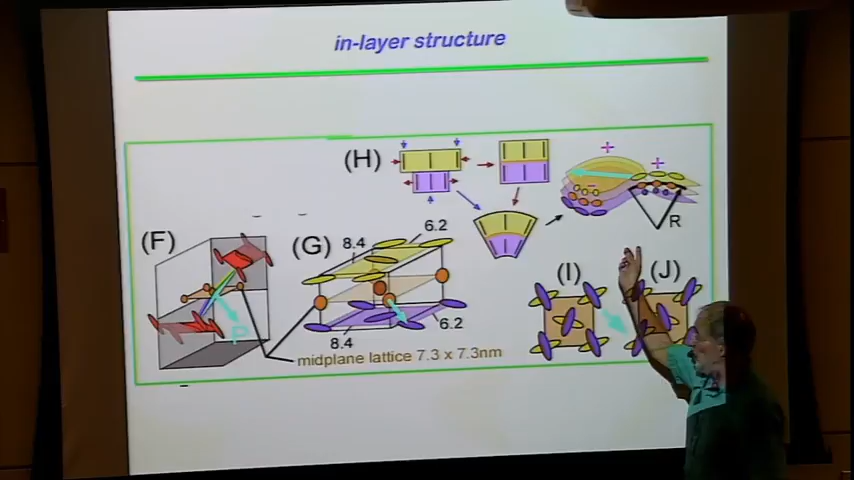 in-layer structure
(H)
+
+
R
(F)
(G)
8.4
6.2
P
8.4
6.2
midplane lattice 7.3 x 7.3nm
(I)
(J)